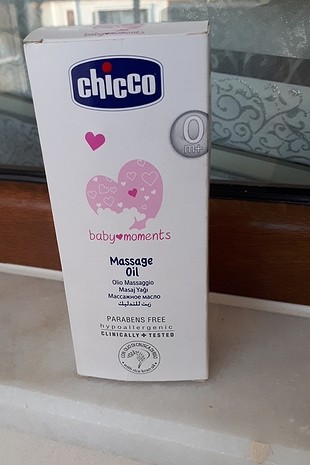 chicco
0
m+
baby moments
Massage
Oil
Olio Massaggio
Masaj Yağı
Массажное масло
زيت للتدليك
PARABENS FREE
hypoallergenic
CLINICALLY + TESTED